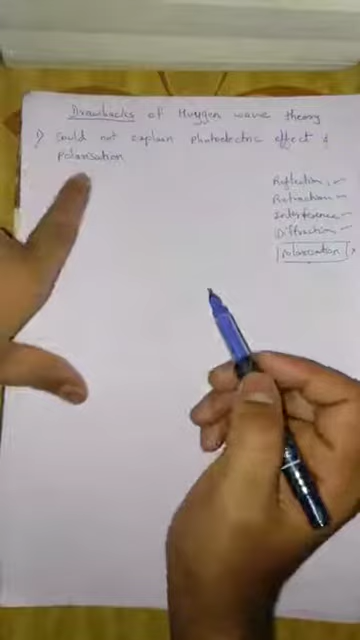 Drawbacks of Huygen wave theory
1) Could not explain Photoelectric effect &
Polarisation
Reflection. ✓
Refraction ✓
Interference ✓
Diffraction ✓
Polarisation x